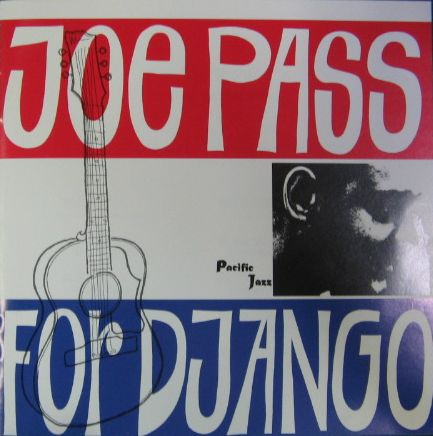 JOE PASS
Pacific
Jazz
FOr DJANGO